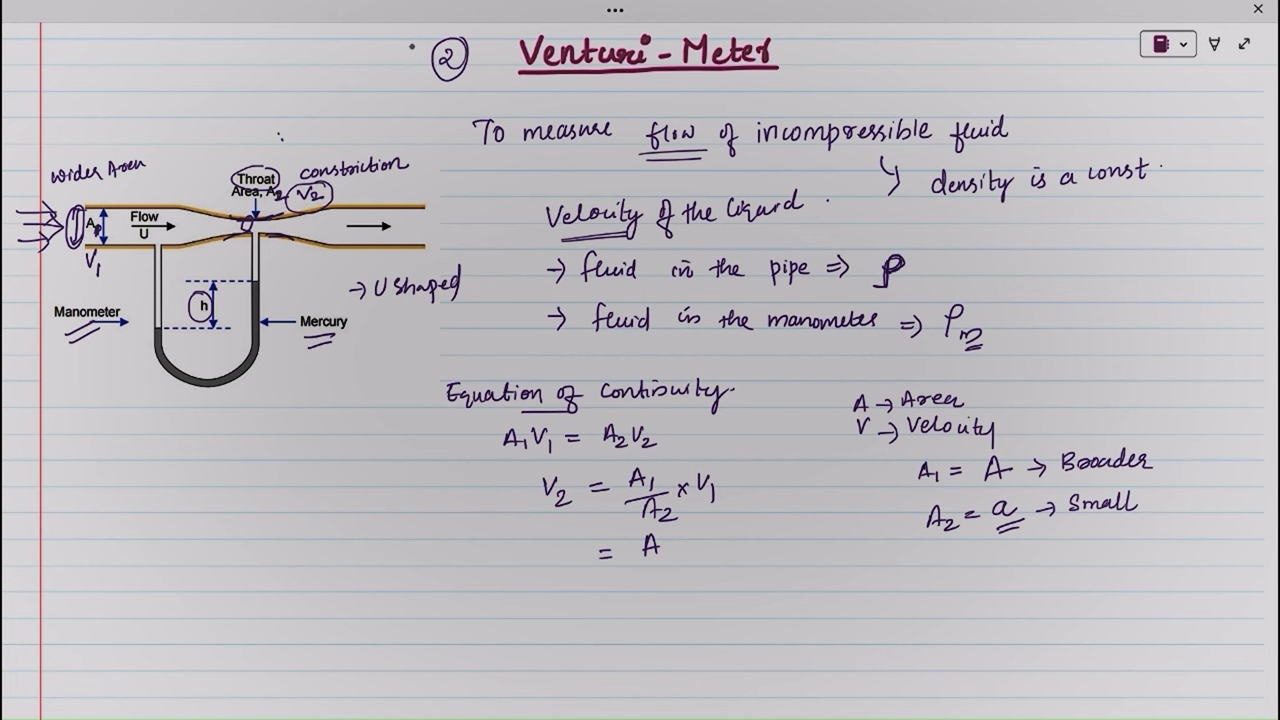 ② Venturi - Meter
To measure flow of incompressible fluid
↳ density is a const.
Velocity of the liquid.
→ fluid in the pipe ⇒ ρ
→ fluid in the manometer ⇒ ρm
wider Area
constriction
Throat
Area, A2
V2
Flow
U
V1
h
→ U shaped
Manometer
Mercury
Equation of Continuity.
A1V1 = A2V2
V2 = A1/A2 × V1
= A
A → Area
V → Velocity
A1 = A → Broader
A2 = a → Small